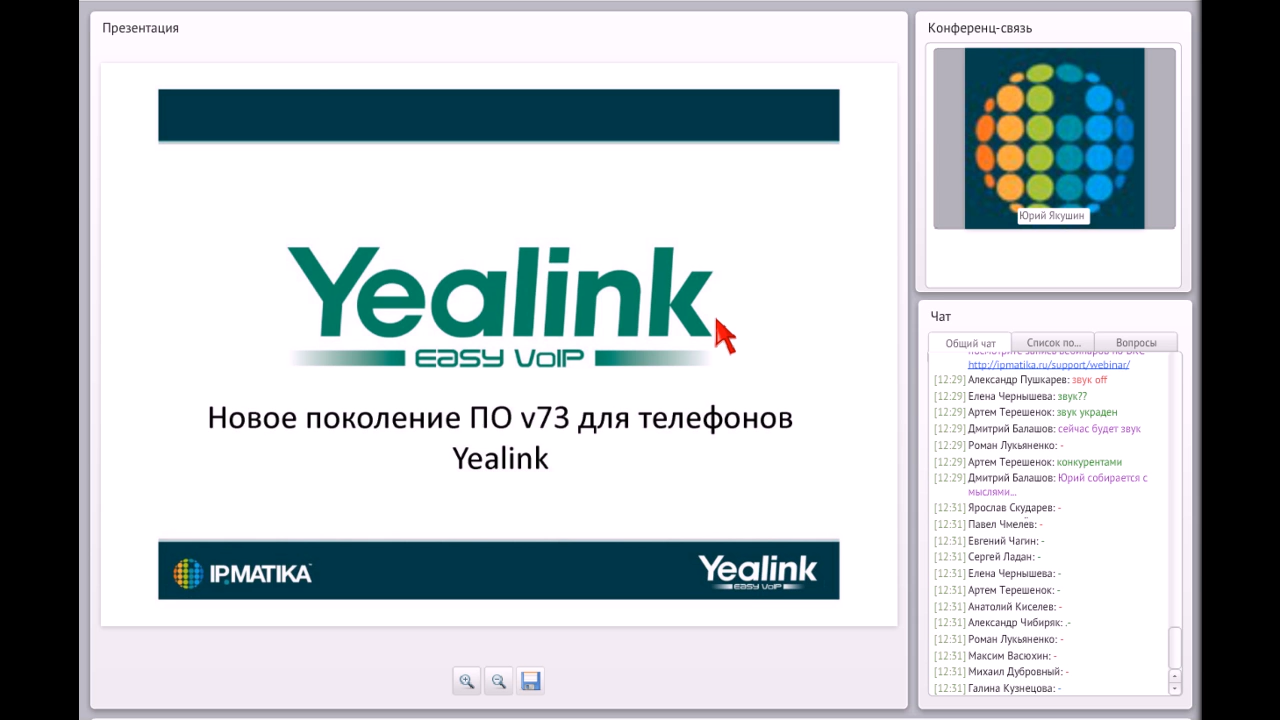 Презентация
Yealink
EASY VOIP
Новое поколение ПО v73 для телефонов
Yealink
IPMATIKA
Yealink
EASY VOIP
Конференц-связь
Юрий Якушин
Чат
Общий чат
Список по...
Вопросы
http://ipmatika.ru/support/webinar/
[12:29] Александр Пушкарев: звук off
[12:29] Елена Чернышева: звук??
[12:29] Артем Терешенок: звук украден
[12:29] Дмитрий Балашов: сейчас будет звук
[12:29] Роман Лукьяненко: -
[12:29] Артем Терешенок: конкурентами
[12:29] Дмитрий Балашов: Юрий собирается с
мыслями...
[12:31] Ярослав Скударев: -
[12:31] Павел Чмелёв: -
[12:31] Евгений Чагин: -
[12:31] Сергей Ладан: -
[12:31] Елена Чернышева: -
[12:31] Артем Терешенок: -
[12:31] Анатолий Киселев: -
[12:31] Александр Чибиряк: .-
[12:31] Роман Лукьяненко: -
[12:31] Максим Васюхин: -
[12:31] Михаил Дубровный: -
[12:31] Галина Кузнецова: -